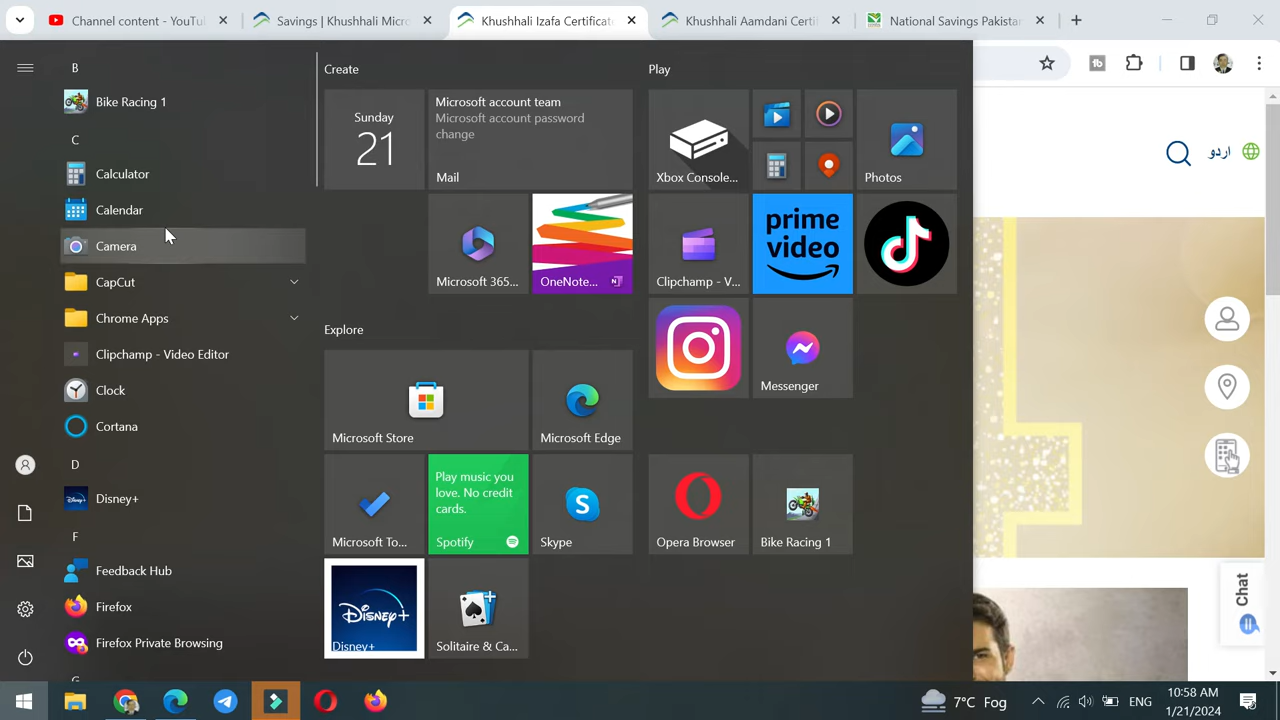 Channel content - YouTu
Savings | Khushhali Micr
Khushhali Izafa Certificat
Khushhali Aamdani Certi
National Savings Pakista
اردو
B
Bike Racing 1
C
Calculator
Calendar
Camera
CapCut
Chrome Apps
Clipchamp - Video Editor
Clock
Cortana
D
Disney+
F
Feedback Hub
Firefox
Firefox Private Browsing
Create
Sunday
21
Microsoft account team
Microsoft account password
change
Mail
Microsoft 365...
OneNote...
Explore
Microsoft Store
Microsoft Edge
Microsoft To...
Play music you
love. No credit
cards.
Spotify
Skype
Disney+
Disney+
Solitaire & Ca...
Play
Xbox Console...
Photos
Clipchamp - V...
prime
video
Messenger
Opera Browser
Bike Racing 1
Chat
7°C Fog
ENG
10:58 AM
1/21/2024